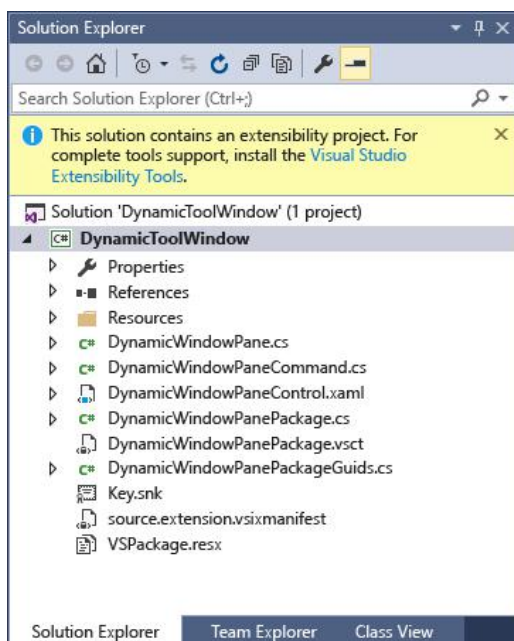 Solution Explorer
Search Solution Explorer (Ctrl+;)
This solution contains an extensibility project. For
complete tools support, install the Visual Studio
Extensibility Tools.
Solution 'DynamicToolWindow' (1 project)
C# DynamicToolWindow
Properties
References
Resources
C# DynamicWindowPane.cs
C# DynamicWindowPaneCommand.cs
DynamicWindowPaneControl.xaml
C# DynamicWindowPanePackage.cs
DynamicWindowPanePackage.vsct
C# DynamicWindowPanePackageGuids.cs
Key.snk
source.extension.vsixmanifest
VSPackage.resx
Solution Explorer Team Explorer Class View